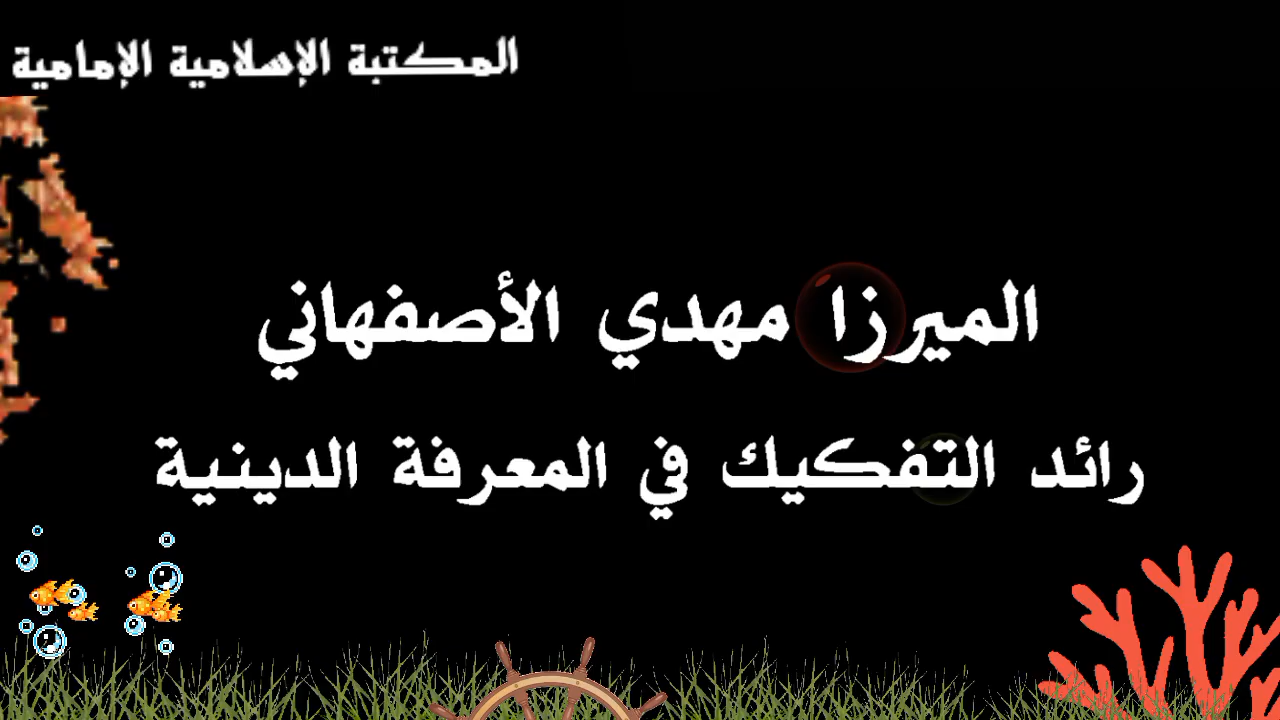 المكتبة الإسلامية الإمامية
الميرزا مهدي الأصفهاني
رائد التفكيك في المعرفة الدينية